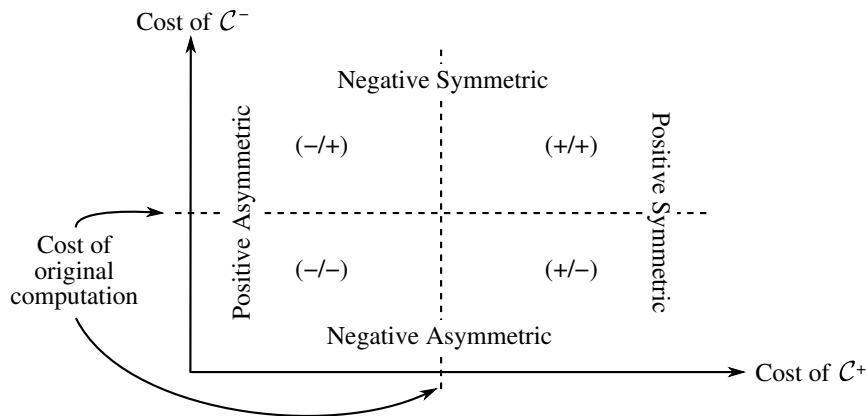 Cost of C⁻
Negative Symmetric
Positive Asymmetric
(−/+)
(+/+)
Positive Symmetric
Cost of
original
computation
(−/−)
(+/−)
Negative Asymmetric
Cost of C⁺